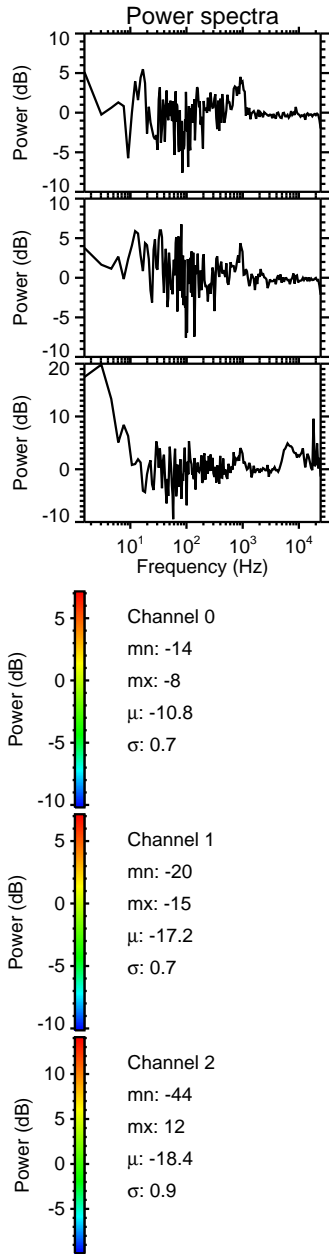 Power spectra
10
5
0
-5
-10
Power (dB)
10
5
0
-5
-10
Power (dB)
20
10
0
-10
Power (dB)
10¹ 10² 10³ 10⁴
Frequency (Hz)
5
0
-5
-10
Power (dB)
Channel 0
mn: -14
mx: -8
μ: -10.8
σ: 0.7
5
0
-5
-10
Power (dB)
Channel 1
mn: -20
mx: -15
μ: -17.2
σ: 0.7
10
5
0
-5
Power (dB)
Channel 2
mn: -44
mx: 12
μ: -18.4
σ: 0.9